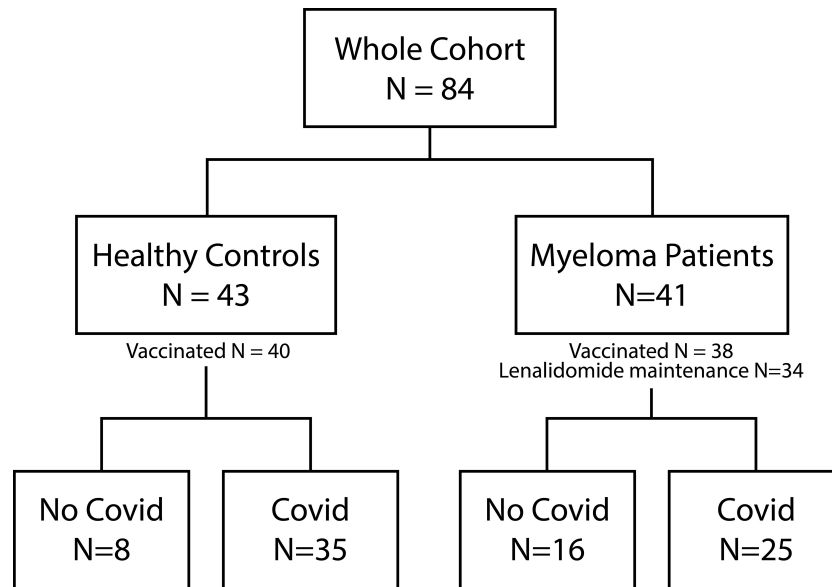 Whole Cohort
N = 84
Healthy Controls
N = 43
Myeloma Patients
N=41
Vaccinated N = 40
Vaccinated N = 38
Lenalidomide maintenance N=34
No Covid
N=8
Covid
N=35
No Covid
N=16
Covid
N=25